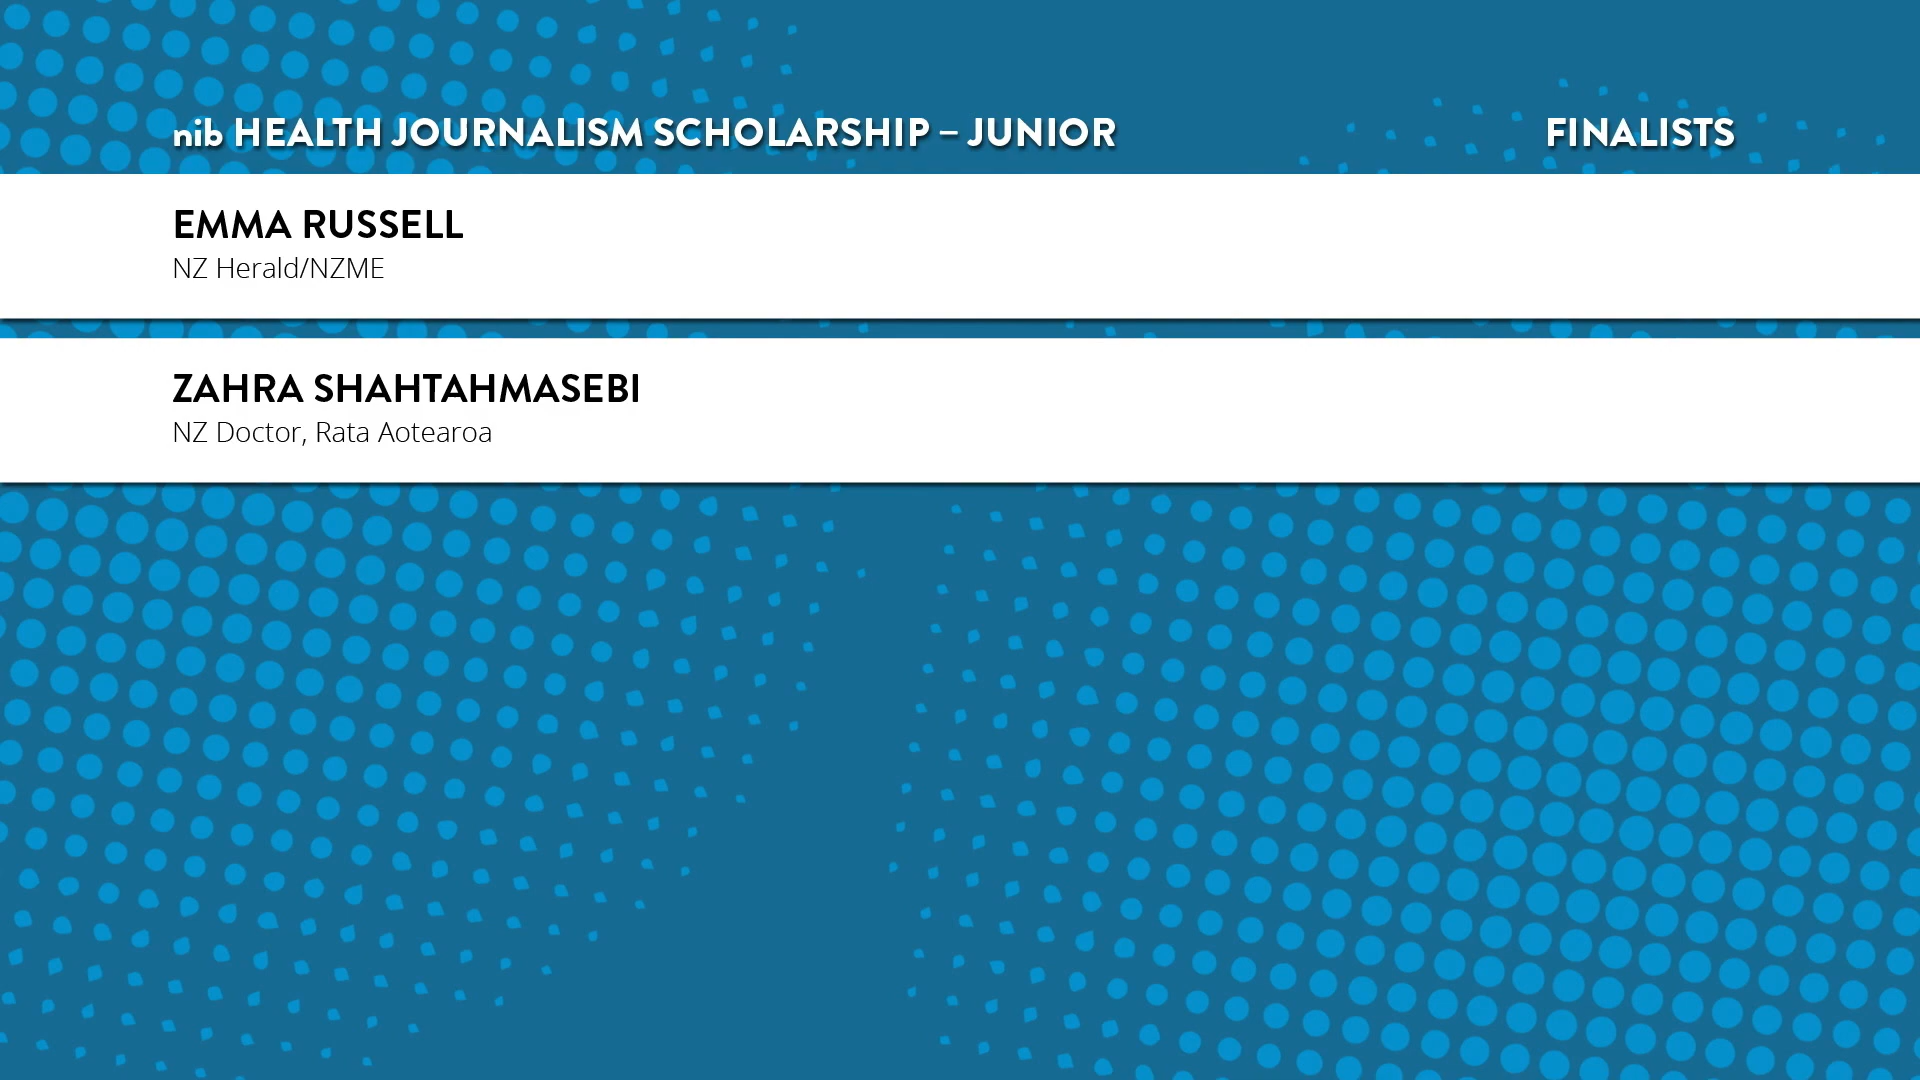 nib HEALTH JOURNALISM SCHOLARSHIP – JUNIOR
FINALISTS
EMMA RUSSELL
NZ Herald/NZME
ZAHRA SHAHTAHMASEBI
NZ Doctor, Rata Aotearoa